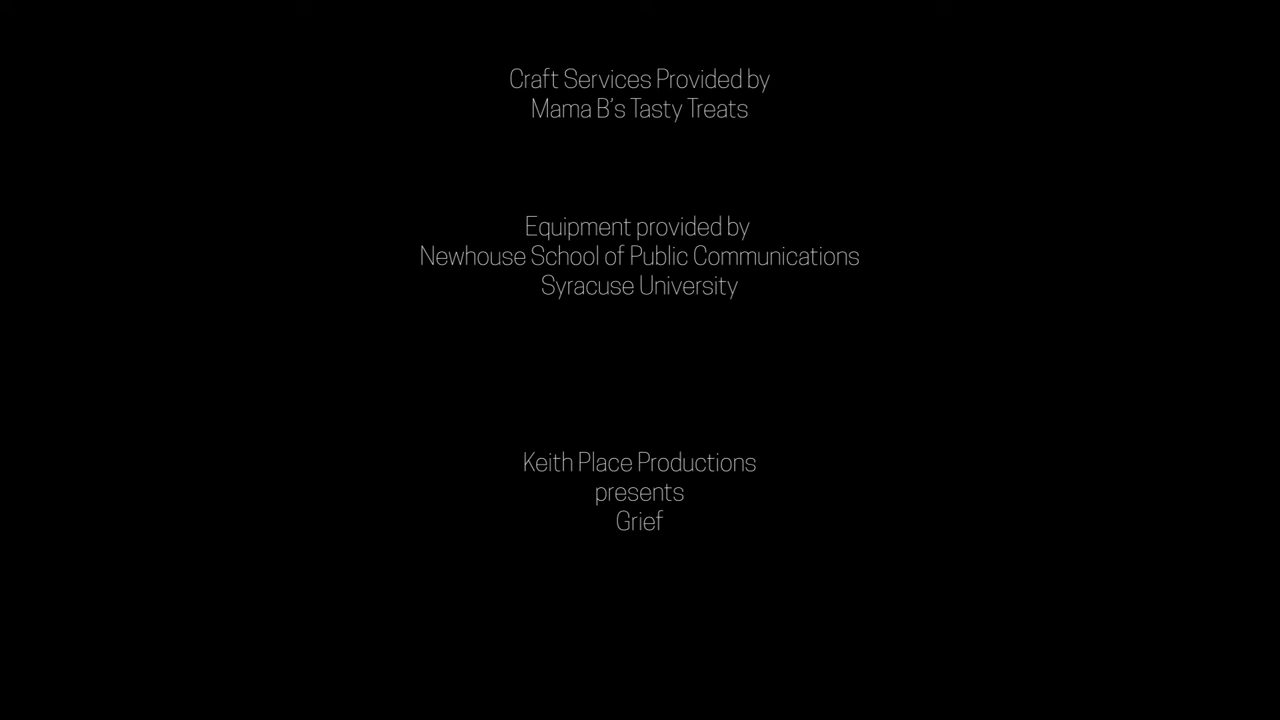 Craft Services Provided by
Mama B's Tasty Treats
Equipment provided by
Newhouse School of Public Communications
Syracuse University
Keith Place Productions
presents
Grief